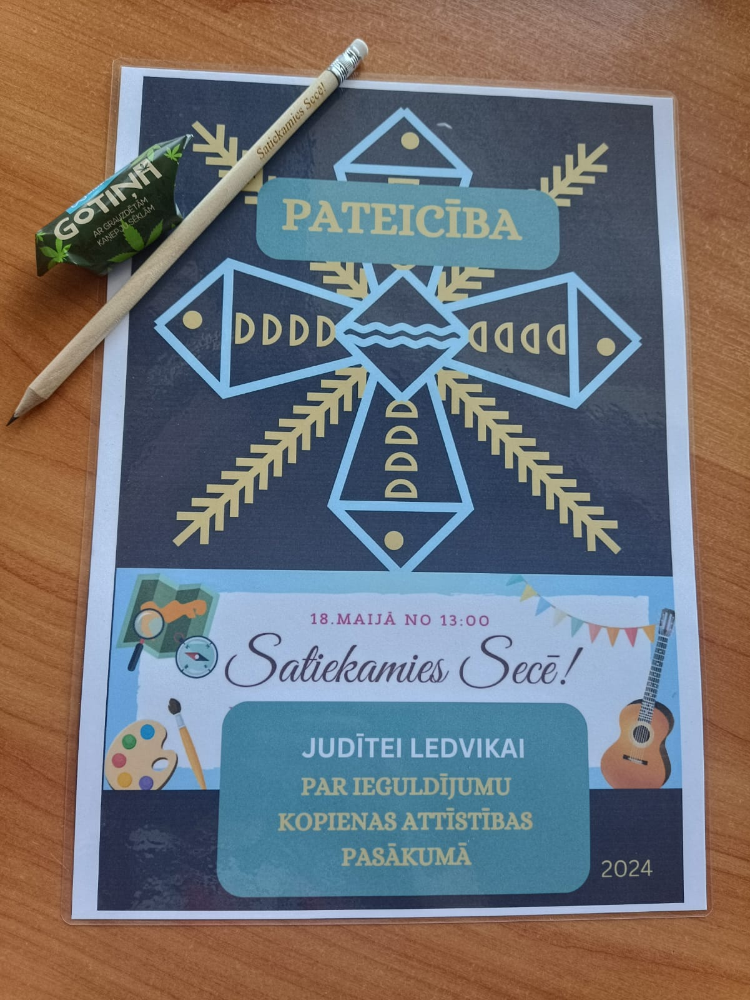 Satiekamies Secē!
GOTIŅA
AR GRAUZDĒTĀM
KAŅEPJU SĒKLĀM
PATEICĪBA
18.MAIJĀ NO 13:00
Satiekamies Secē!
JUDĪTEI LEDVIKAI
PAR IEGULDĪJUMU
KOPIENAS ATTĪSTĪBAS
PASĀKUMĀ
2024